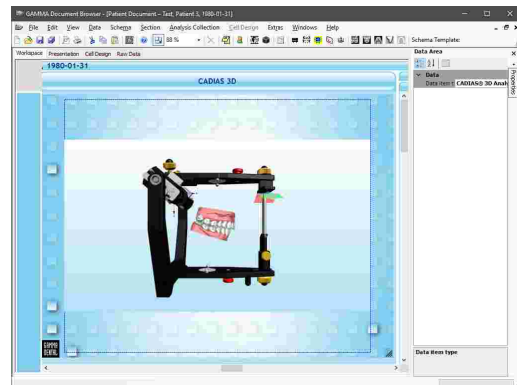 GAMMA Document Browser - [Patient Document - Test, Patient 3, 1980-01-31]
File Edit View Data Schema Section Analysis Collection Cell Design Extras Windows Help
88 %
Schema Template:
Workspace Presentation Cell Design Raw Data
Data Area
, 1980-01-31
CADIAS 3D
Data
Data item t CADIAS® 3D Anal
Properties
GAMMA
DENTAL
Data item type